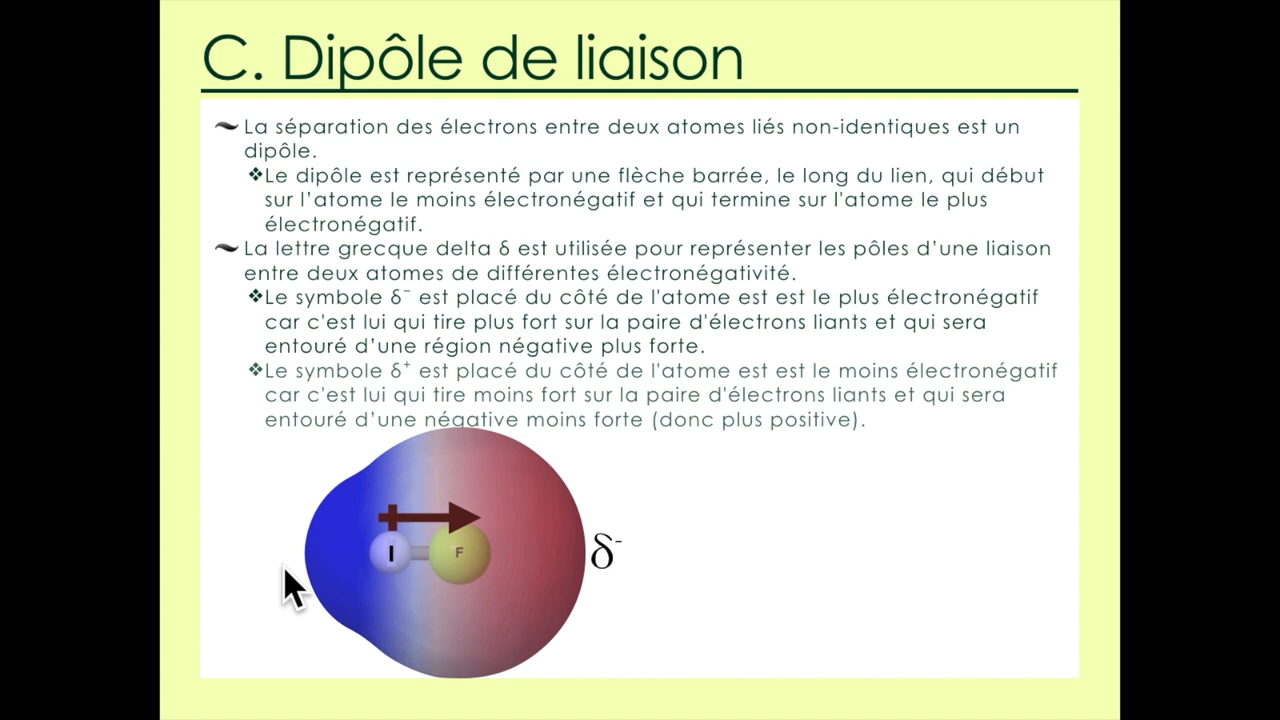 C. Dipôle de liaison
La séparation des électrons entre deux atomes liés non-identiques est un
dipôle.
❖Le dipôle est représenté par une flèche barrée, le long du lien, qui début
sur l’atome le moins électronégatif et qui termine sur l'atome le plus
électronégatif.
La lettre grecque delta δ est utilisée pour représenter les pôles d’une liaison
entre deux atomes de différentes électronégativité.
❖Le symbole δ⁻ est placé du côté de l'atome est est le plus électronégatif
car c'est lui qui tire plus fort sur la paire d'électrons liants et qui sera
entouré d’une région négative plus forte.
❖Le symbole δ⁺ est placé du côté de l'atome est est le moins électronégatif
car c'est lui qui tire moins fort sur la paire d'électrons liants et qui sera
entouré d’une négative moins forte (donc plus positive).
I F δ⁻